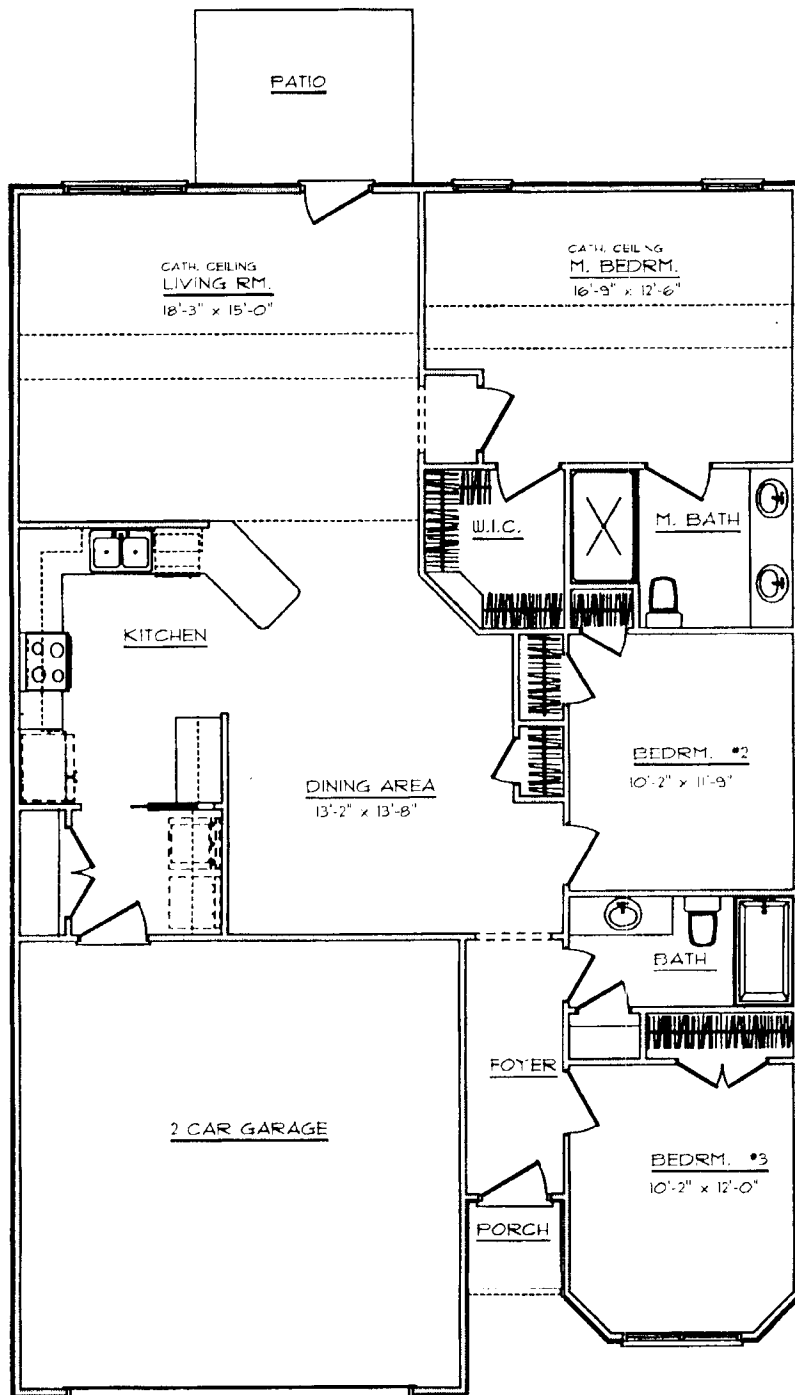 PATIO
CATH. CEILING
LIVING RM.
18'-3" x 15'-0"
CATH. CEILING
M. BEDRM.
16'-9" x 12'-6"
W.I.C.
M. BATH
KITCHEN
BEDRM. #2
10'-2" x 11'-9"
DINING AREA
13'-2" x 13'-8"
BATH
FOYER
2 CAR GARAGE
BEDRM. #3
10'-2" x 12'-0"
PORCH